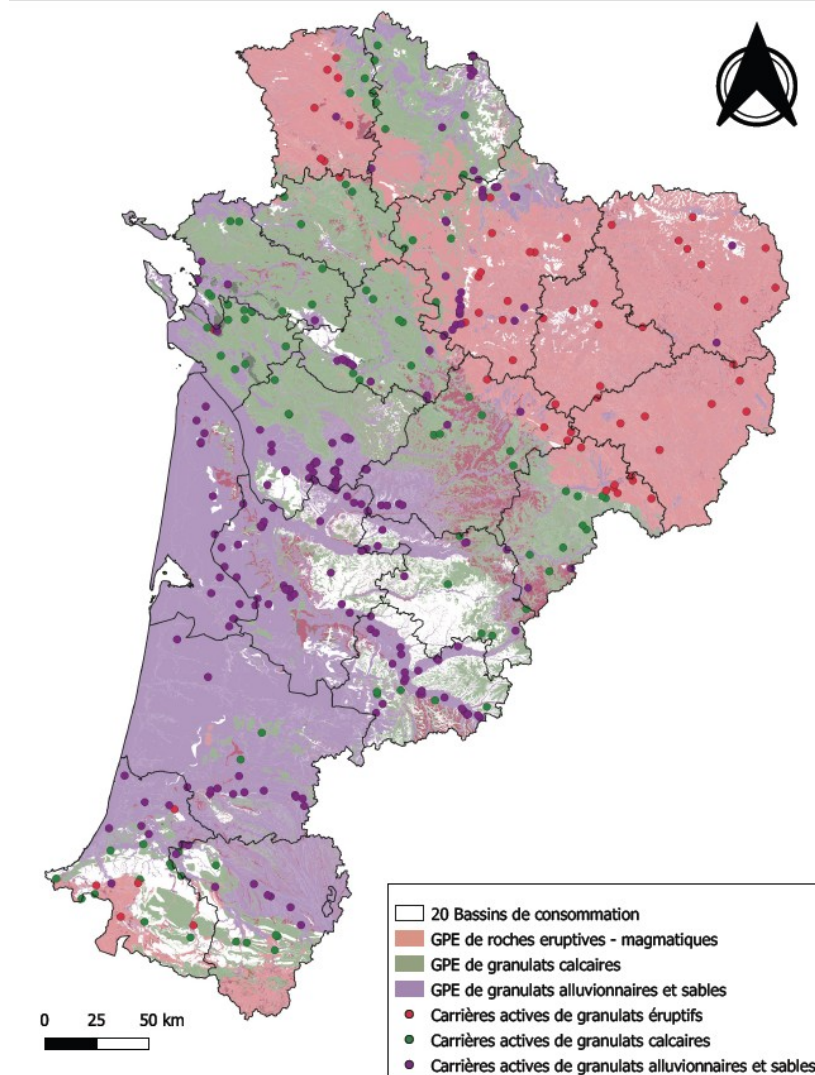 20 Bassins de consommation
GPE de roches eruptives - magmatiques
GPE de granulats calcaires
GPE de granulats alluvionnaires et sables
Carrières actives de granulats éruptifs
Carrières actives de granulats calcaires
Carrières actives de granulats alluvionnaires et sables
0 25 50 km